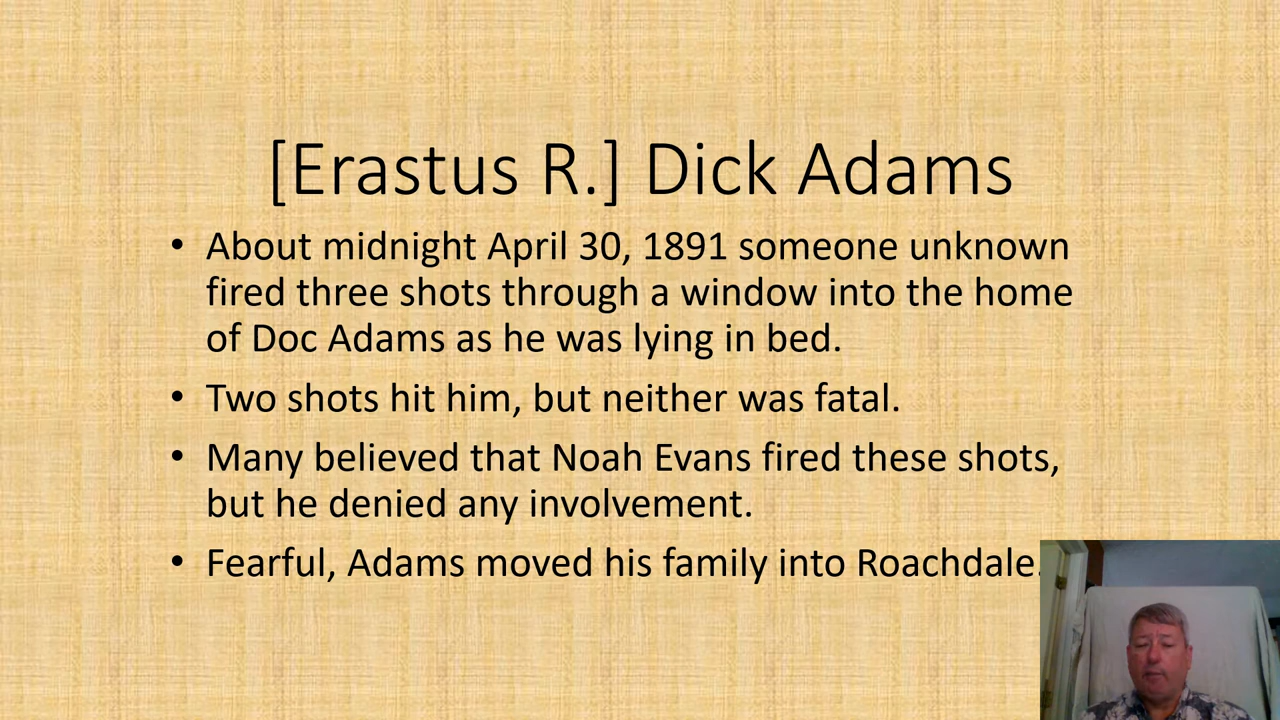 [Erastus R.] Dick Adams
• About midnight April 30, 1891 someone unknown
fired three shots through a window into the home
of Doc Adams as he was lying in bed.
• Two shots hit him, but neither was fatal.
• Many believed that Noah Evans fired these shots,
but he denied any involvement.
• Fearful, Adams moved his family into Roachdale.